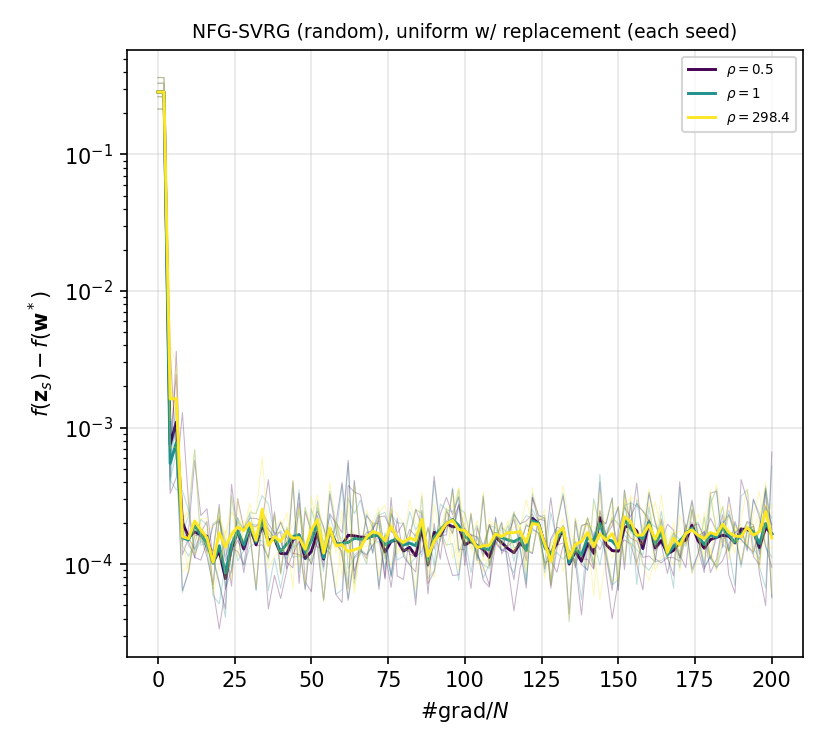 NFG-SVRG (random), uniform w/ replacement (each seed)
ρ = 0.5
ρ = 1
ρ = 298.4
10⁻¹
10⁻²
10⁻³
10⁻⁴
f(𝐳ₛ) − f(𝐰*)
0 25 50 75 100 125 150 175 200
#grad/N